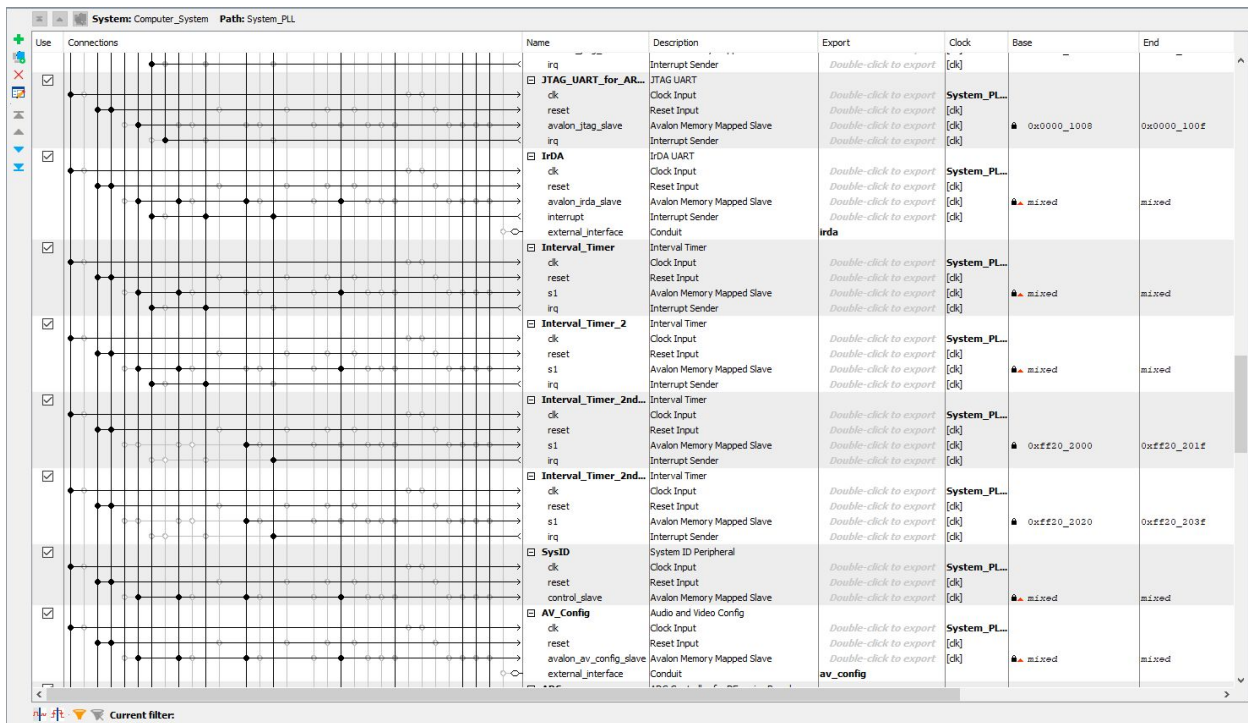 System: Computer_System Path: System_PLL
Use Connections Name Description Export Clock Base End
irq Interrupt Sender Double-click to export [clk]
JTAG_UART_for_AR... JTAG UART
clk Clock Input Double-click to export System_PL...
reset Reset Input Double-click to export [clk]
avalon_jtag_slave Avalon Memory Mapped Slave Double-click to export [clk] 0x0000_1008 0x0000_100f
irq Interrupt Sender Double-click to export [clk]
IrDA IrDA UART
clk Clock Input Double-click to export System_PL...
reset Reset Input Double-click to export [clk]
avalon_irda_slave Avalon Memory Mapped Slave Double-click to export [clk] mixed mixed
interrupt Interrupt Sender Double-click to export [clk]
external_interface Conduit irda
Interval_Timer Interval Timer
clk Clock Input Double-click to export System_PL...
reset Reset Input Double-click to export [clk]
s1 Avalon Memory Mapped Slave Double-click to export [clk] mixed mixed
irq Interrupt Sender Double-click to export [clk]
Interval_Timer_2 Interval Timer
clk Clock Input Double-click to export System_PL...
reset Reset Input Double-click to export [clk]
s1 Avalon Memory Mapped Slave Double-click to export [clk] mixed mixed
irq Interrupt Sender Double-click to export [clk]
Interval_Timer_2nd... Interval Timer
clk Clock Input Double-click to export System_PL...
reset Reset Input Double-click to export [clk]
s1 Avalon Memory Mapped Slave Double-click to export [clk] 0xff20_2000 0xff20_201f
irq Interrupt Sender Double-click to export [clk]
Interval_Timer_2nd... Interval Timer
clk Clock Input Double-click to export System_PL...
reset Reset Input Double-click to export [clk]
s1 Avalon Memory Mapped Slave Double-click to export [clk] 0xff20_2020 0xff20_203f
irq Interrupt Sender Double-click to export [clk]
SysID System ID Peripheral
clk Clock Input Double-click to export System_PL...
reset Reset Input Double-click to export [clk]
control_slave Avalon Memory Mapped Slave Double-click to export [clk] mixed mixed
AV_Config Audio and Video Config
clk Clock Input Double-click to export System_PL...
reset Reset Input Double-click to export [clk]
avalon_av_config_slave Avalon Memory Mapped Slave Double-click to export [clk] mixed mixed
external_interface Conduit av_config
Current filter: